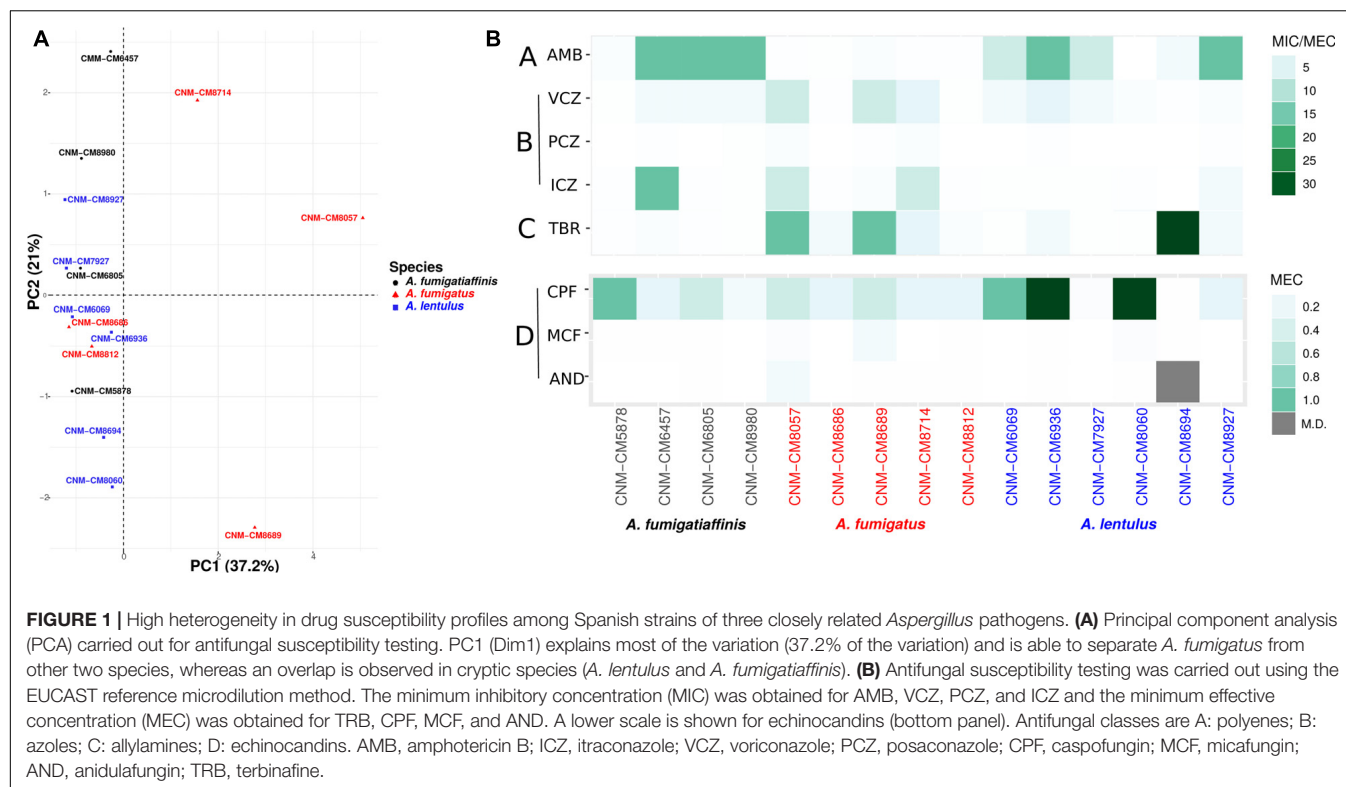 A
CMM-CM6457
CNM-CM8714
CNM-CM8980
CNM-CM8927
CNM-CM8057
CNM-CM7927
CNM-CM6805
CNM-CM6069
CNM-CM8686
CNM-CM6936
CNM-CM8812
CNM-CM5878
CNM-CM8694
CNM-CM8060
CNM-CM8689
2
1
0
-1
-2
PC2 (21%)
0 2 4
PC1 (37.2%)
Species
A. fumigatiaffinis
A. fumigatus
A. lentulus
B
A AMB
VCZ
B PCZ
ICZ
C TBR
CPF
D MCF
AND
MIC/MEC
5
10
15
20
25
30
MEC
0.2
0.4
0.6
0.8
1.0
M.D.
CNM-CM5878
CNM-CM6457
CNM-CM6805
CNM-CM8980
CNM-CM8057
CNM-CM8686
CNM-CM8689
CNM-CM8714
CNM-CM8812
CNM-CM6069
CNM-CM6936
CNM-CM7927
CNM-CM8060
CNM-CM8694
CNM-CM8927
A. fumigatiaffinis A. fumigatus A. lentulus
FIGURE 1 | High heterogeneity in drug susceptibility profiles among Spanish strains of three closely related Aspergillus pathogens. (A) Principal component analysis
(PCA) carried out for antifungal susceptibility testing. PC1 (Dim1) explains most of the variation (37.2% of the variation) and is able to separate A. fumigatus from
other two species, whereas an overlap is observed in cryptic species (A. lentulus and A. fumigatiaffinis). (B) Antifungal susceptibility testing was carried out using the
EUCAST reference microdilution method. The minimum inhibitory concentration (MIC) was obtained for AMB, VCZ, PCZ, and ICZ and the minimum effective
concentration (MEC) was obtained for TRB, CPF, MCF, and AND. A lower scale is shown for echinocandins (bottom panel). Antifungal classes are A: polyenes; B:
azoles; C: allylamines; D: echinocandins. AMB, amphotericin B; ICZ, itraconazole; VCZ, voriconazole; PCZ, posaconazole; CPF, caspofungin; MCF, micafungin;
AND, anidulafungin; TRB, terbinafine.